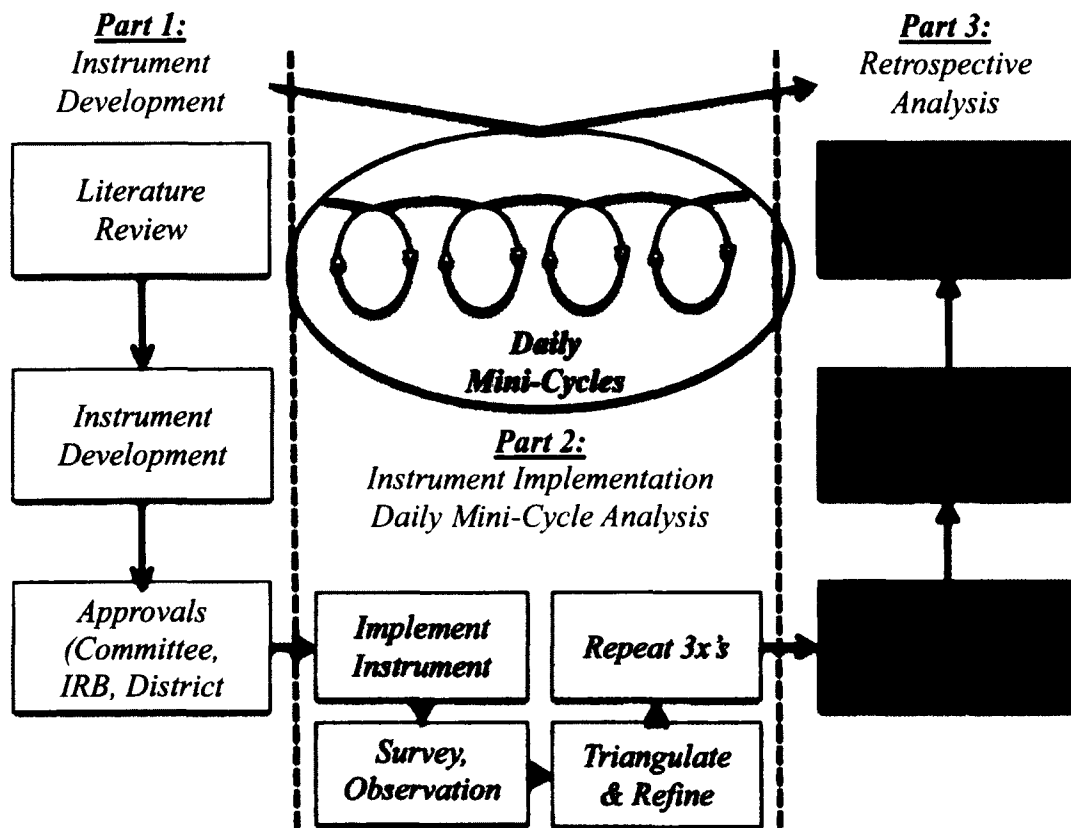 Part 1:
Instrument
Development
Literature
Review
Instrument
Development
Approvals
(Committee,
IRB, District
Daily
Mini-Cycles
Part 2:
Instrument Implementation
Daily Mini-Cycle Analysis
Implement
Instrument
Survey,
Observation
Triangulate
& Refine
Repeat 3x's
Part 3:
Retrospective
Analysis